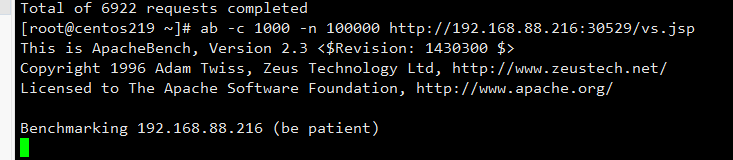 Total of 6922 requests completed
[root@centos219 ~]# ab -c 1000 -n 100000 http://192.168.88.216:30529/vs.jsp
This is ApacheBench, Version 2.3 <$Revision: 1430300 $>
Copyright 1996 Adam Twiss, Zeus Technology Ltd, http://www.zeustech.net/
Licensed to The Apache Software Foundation, http://www.apache.org/
Benchmarking 192.168.88.216 (be patient)